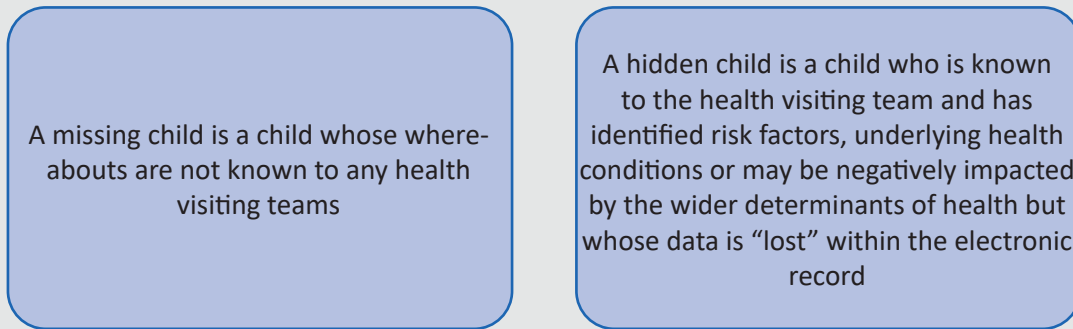 A missing child is a child whose where-
abouts are not known to any health
visiting teams
A hidden child is a child who is known
to the health visiting team and has
identified risk factors, underlying health
conditions or may be negatively impacted
by the wider determinants of health but
whose data is “lost” within the electronic
record